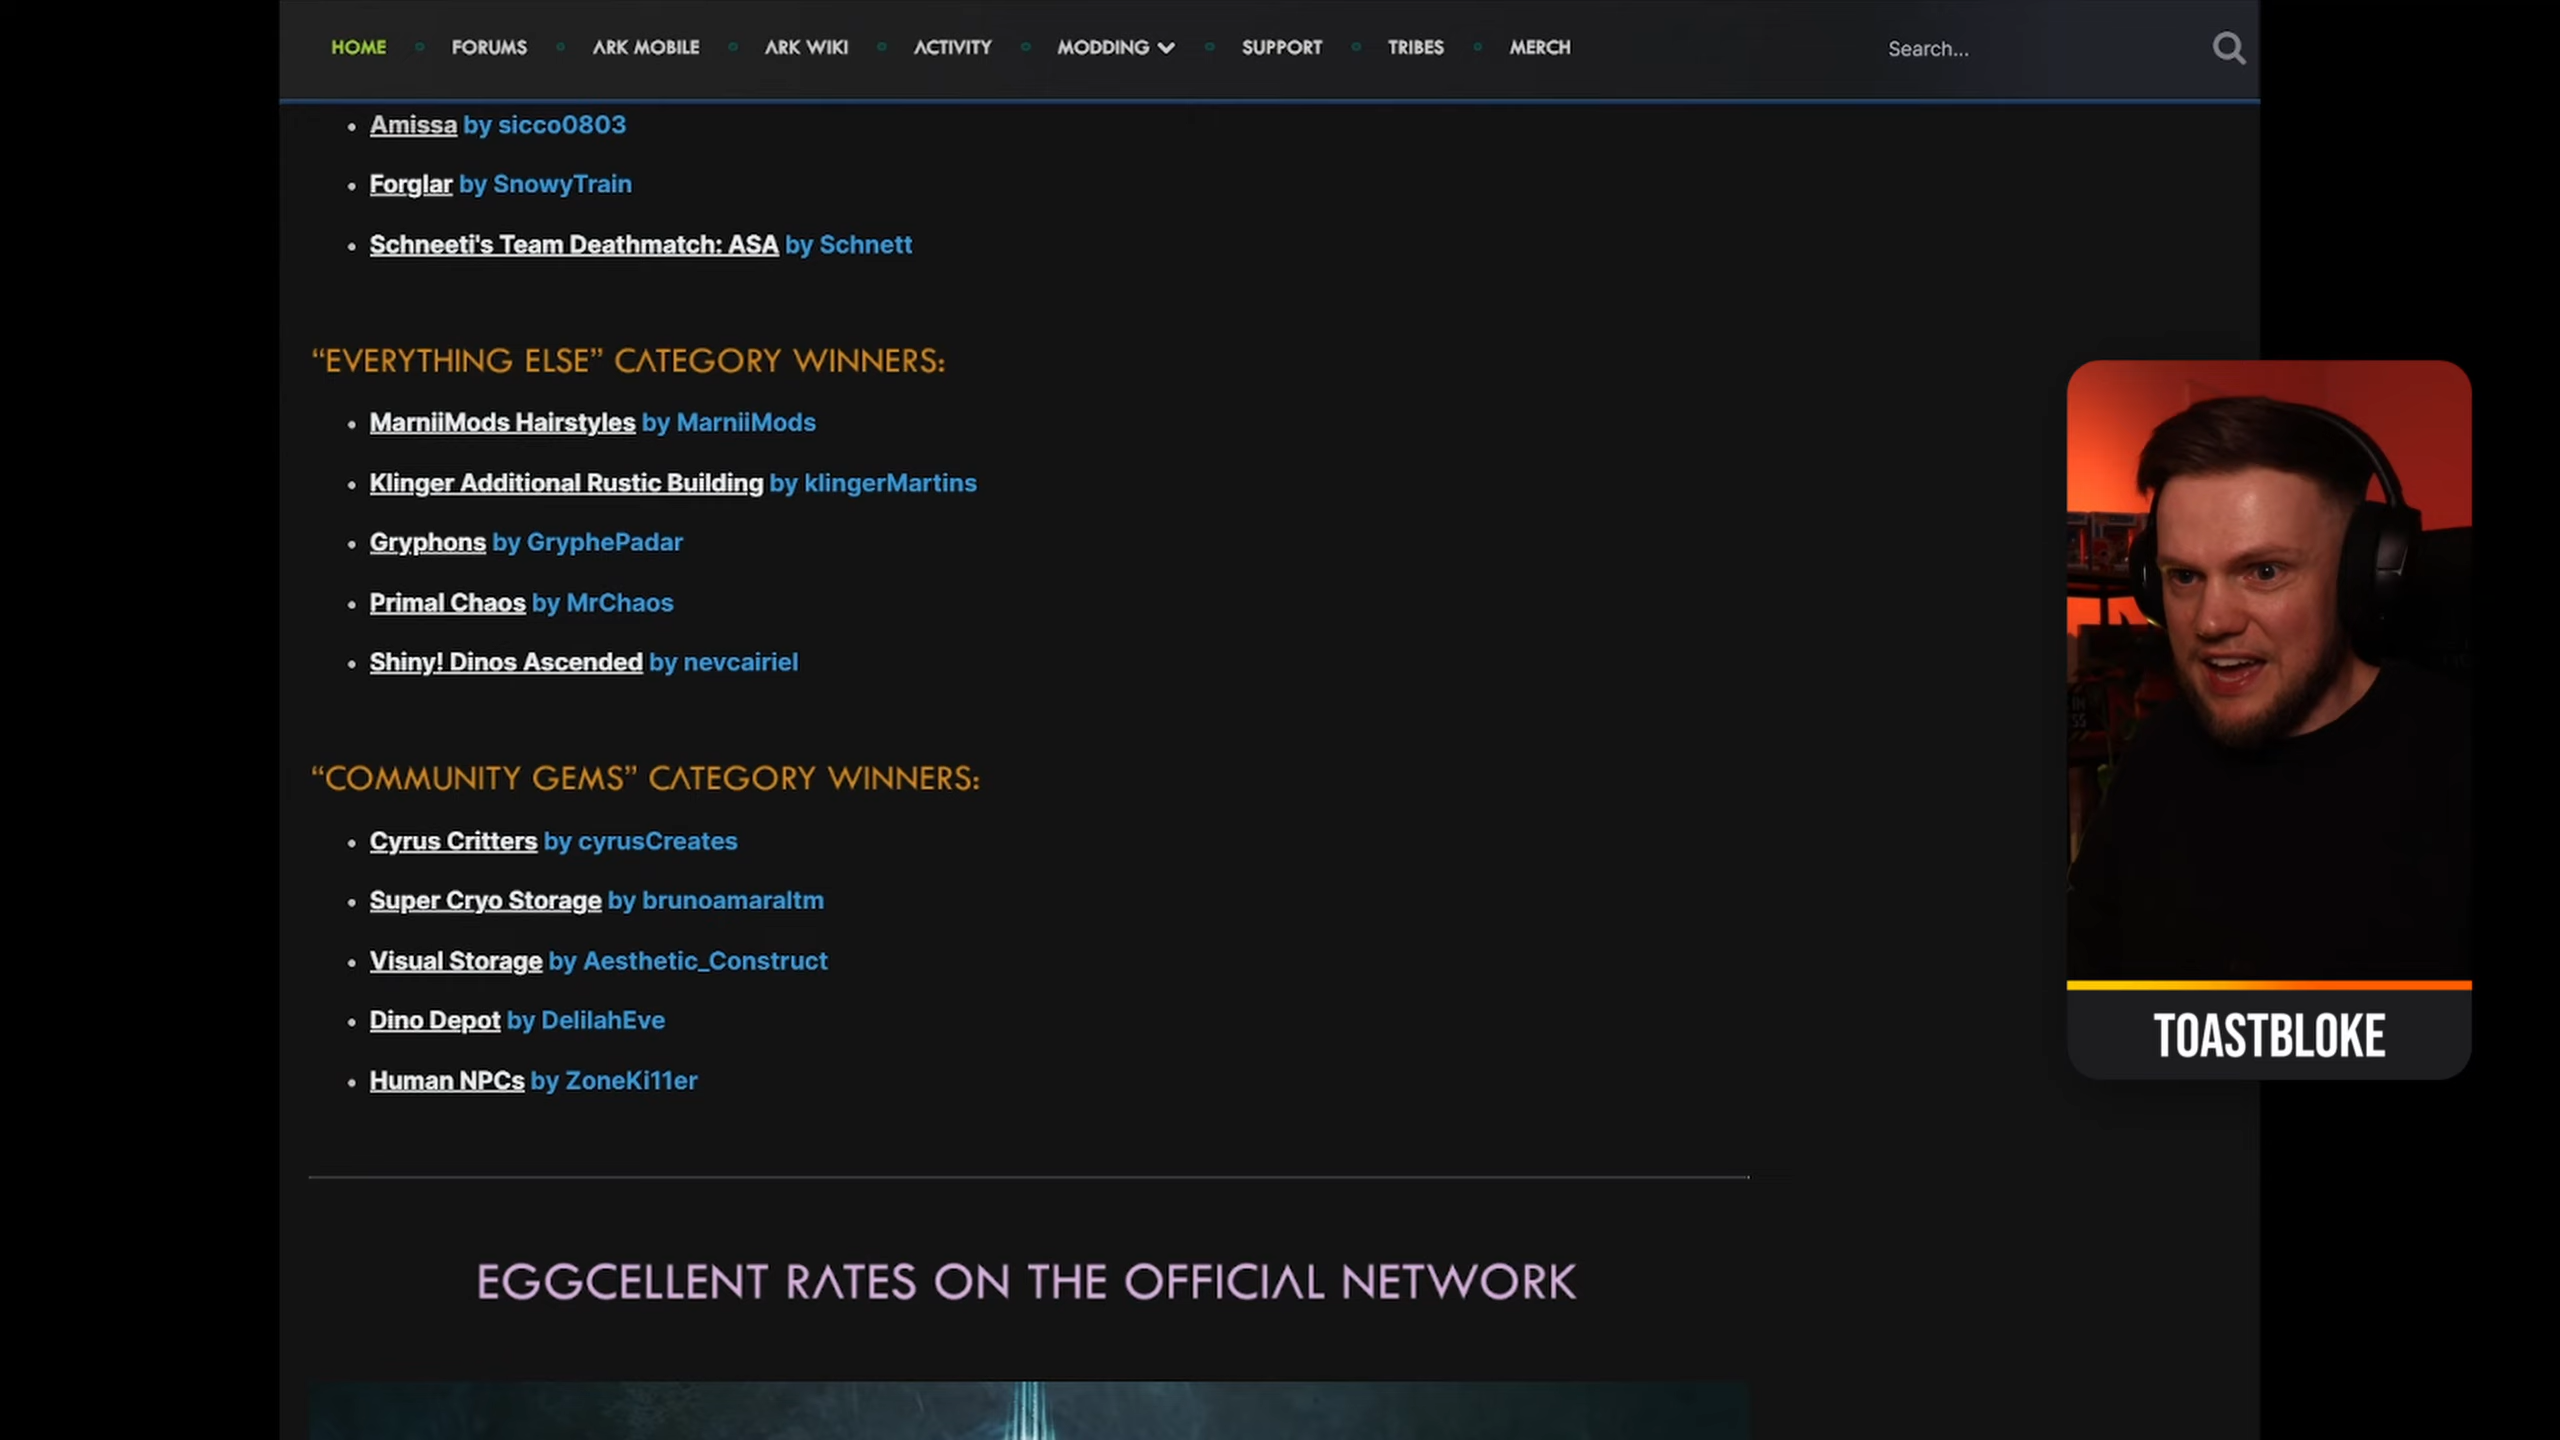 HOME
FORUMS
ARK MOBILE
ARK WIKI
ACTIVITY
MODDING
SUPPORT
TRIBES
MERCH
Search...
Amissa by sicco0803
Forglar by SnowyTrain
Schneeti's Team Deathmatch: ASA by Schnett
“EVERYTHING ELSE” CATEGORY WINNERS:
MarniiMods Hairstyles by MarniiMods
Klinger Additional Rustic Building by klingerMartins
Gryphons by GryphePadar
Primal Chaos by MrChaos
Shiny! Dinos Ascended by nevcairiel
“COMMUNITY GEMS” CATEGORY WINNERS:
Cyrus Critters by cyrusCreates
Super Cryo Storage by brunoamaraltm
Visual Storage by Aesthetic_Construct
Dino Depot by DelilahEve
Human NPCs by ZoneKi11er
TOASTBLOKE
EGGCELLENT RATES ON THE OFFICIAL NETWORK